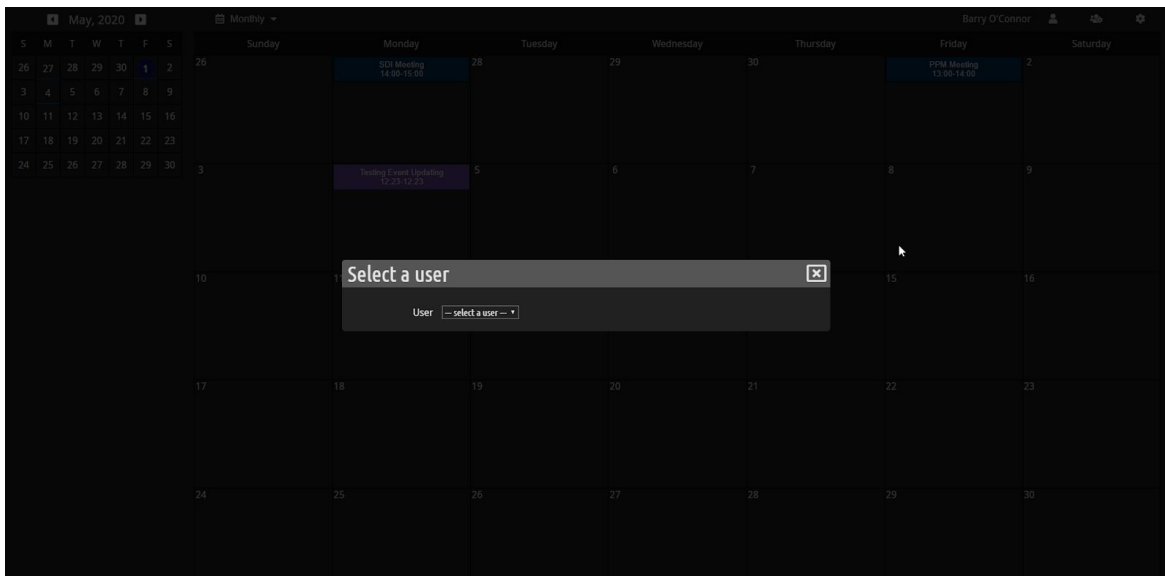 May, 2020
Monthly
Barry O'Connor
S M T W T F S
26 27 28 29 30 1 2
3 4 5 6 7 8 9
10 11 12 13 14 15 16
17 18 19 20 21 22 23
24 25 26 27 28 29 30
Sunday Monday Tuesday Wednesday Thursday Friday Saturday
26 28 29 30 2
SDI Meeting
14:00-15:00
PPM Meeting
13:00-14:00
3 5 6 7 8 9
Testing Event Updating
12:23-12:23
10 15 16
Select a user
User -- select a user --
17 18 19 20 21 22 23
24 25 26 27 28 29 30